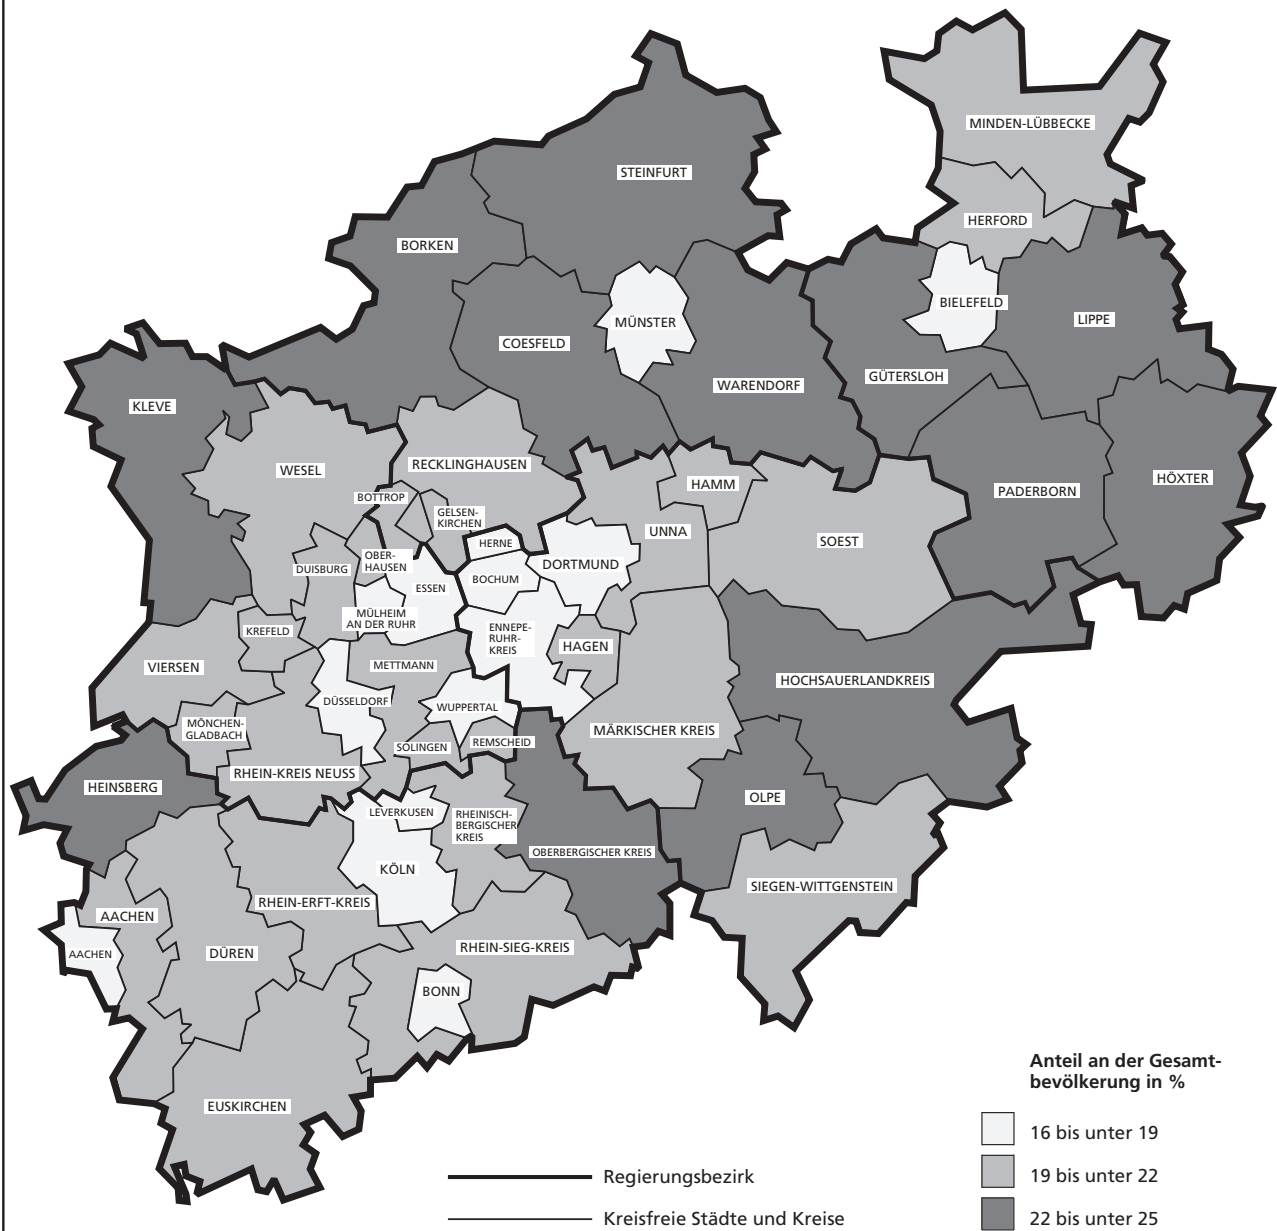 MINDEN-LÜBBECKE
STEINFURT
HERFORD
BORKEN
BIELEFELD
LIPPE
MÜNSTER
COESFELD
GÜTERSLOH
WARENDORF
KLEVE
RECKLINGHAUSEN
WESEL
HÖXTER
HAMM
PADERBORN
BOTTROP
GELSEN-
KIRCHEN
UNNA
SOEST
HERNE
DORTMUND
OBER-
HAUSEN
DUISBURG
BOCHUM
ESSEN
MÜLHEIM
AN DER RUHR
KREFELD
ENNEPE-
RUHR-
KREIS
HAGEN
VIERSEN
METTMANN
HOCHSAUERLANDKREIS
DÜSSELDORF
WUPPERTAL
MÖNCHEN-
GLADBACH
MÄRKISCHER KREIS
SOLINGEN
REMSCHEID
RHEIN-KREIS NEUSS
HEINSBERG
OLPE
LEVERKUSEN
RHEINISCH-
BERGISCHER
KREIS
OBERBERGISCHER KREIS
KÖLN
SIEGEN-WITTGENSTEIN
RHEIN-ERFT-KREIS
AACHEN
RHEIN-SIEG-KREIS
AACHEN
DÜREN
BONN
EUSKIRCHEN
Anteil an der Gesamt-
bevölkerung in %
16 bis unter 19
19 bis unter 22
22 bis unter 25
Regierungsbezirk
Kreisfreie Städte und Kreise